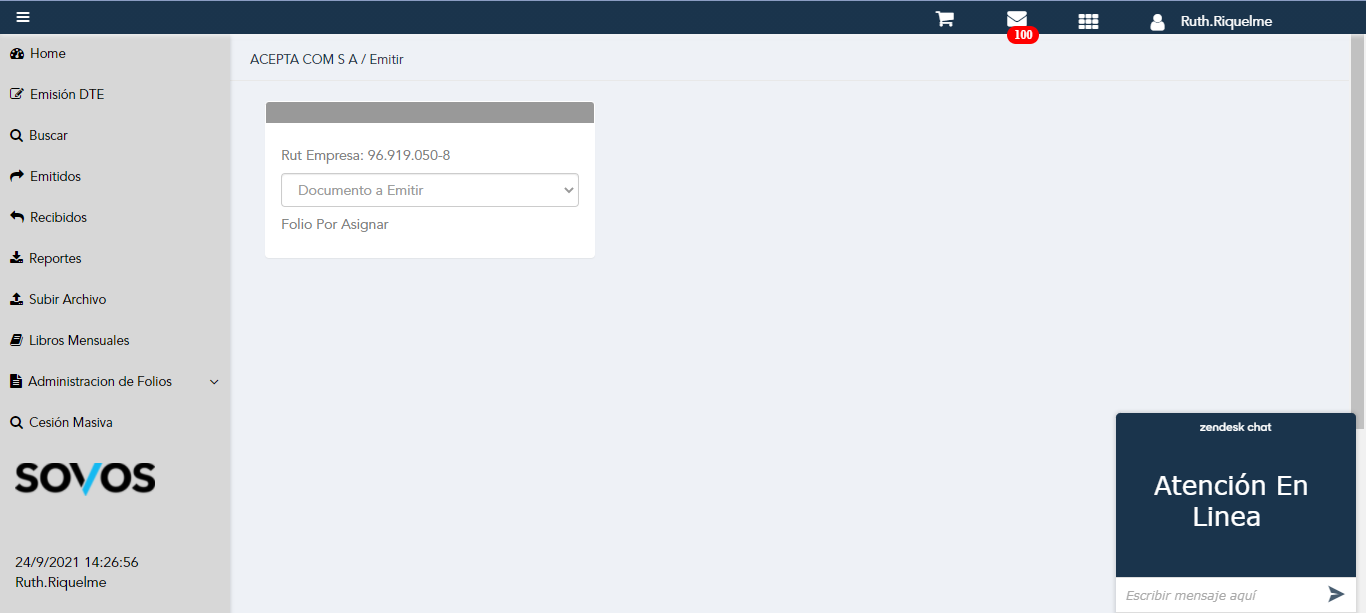 100
Ruth.Riquelme
Home
Emisión DTE
Buscar
Emitidos
Recibidos
Reportes
Subir Archivo
Libros Mensuales
Administracion de Folios
Cesión Masiva
SOVOS
24/9/2021 14:26:56
Ruth.Riquelme
ACEPTA COM S A / Emitir
Rut Empresa: 96.919.050-8
Documento a Emitir
Folio Por Asignar
zendesk chat
Atención En
Linea
Escribir mensaje aquí